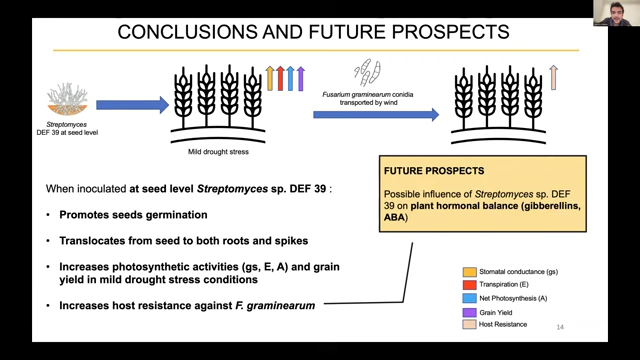 CONCLUSIONS AND FUTURE PROSPECTS
Streptomyces
DEF 39 at seed level
Mild drought stress
Fusarium graminearum conidia
transported by wind
When inoculated at seed level Streptomyces sp. DEF 39 :
• Promotes seeds germination
• Translocates from seed to both roots and spikes
• Increases photosynthetic activities (gs, E, A) and grain
yield in mild drought stress conditions
• Increases host resistance against F. graminearum
FUTURE PROSPECTS
Possible influence of Streptomyces sp. DEF
39 on plant hormonal balance (gibberellins,
ABA)
Stomatal conductance (gs)
Transpiration (E)
Net Photosynthesis (A)
Grain Yield
Host Resistance
14